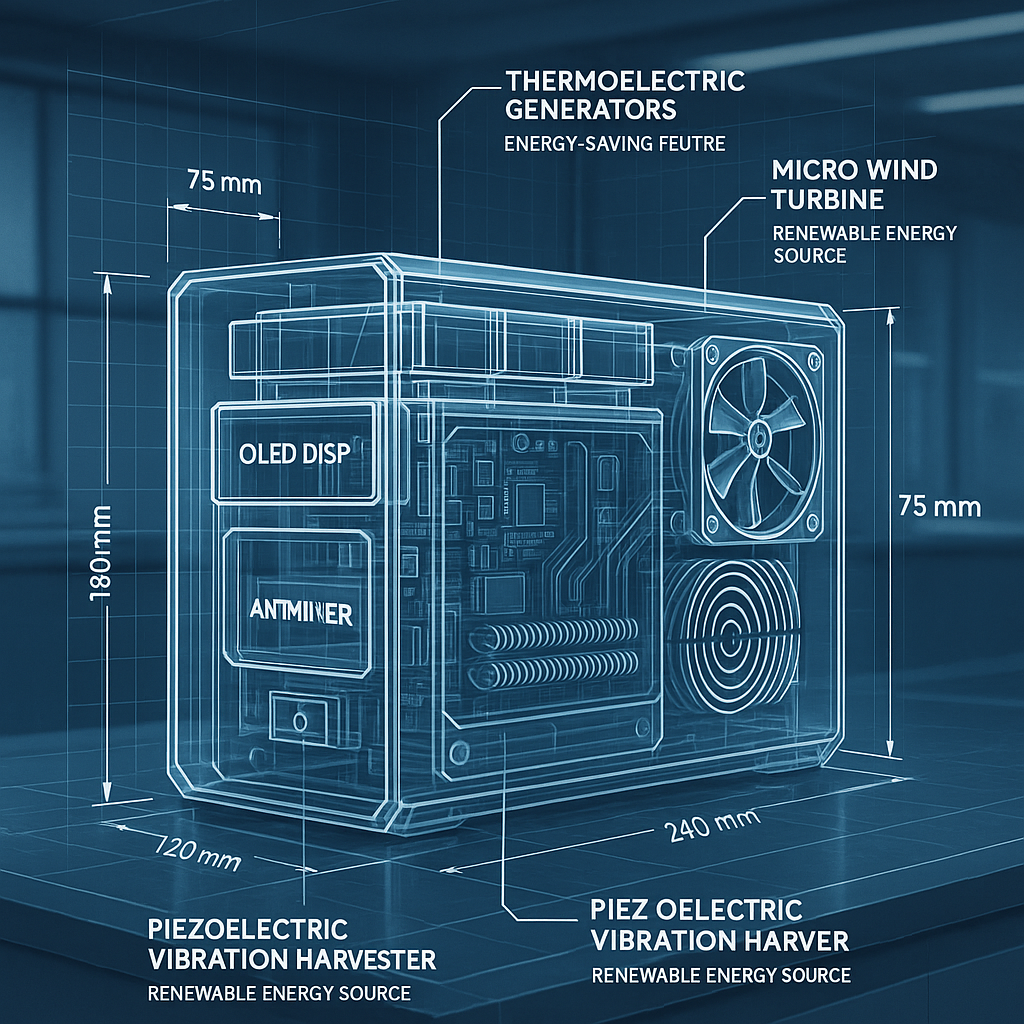 THERMOELECTRIC
GENERATORS
ENERGY-SAVING FEUTRE
MICRO WIND
TURBINE
RENEWABLE ENERGY
SOURCE
75 mm
OLED DISP
75 mm
180mm
ANTMINER
240 mm
120 mm
PIEZOELECTRIC
VIBRATION HARVESTER
RENEWABLE ENERGY SOURCE
PIEZ OELECTRIC
VIBRATION HARVER
RENEWABLE ENERGY SOURCE